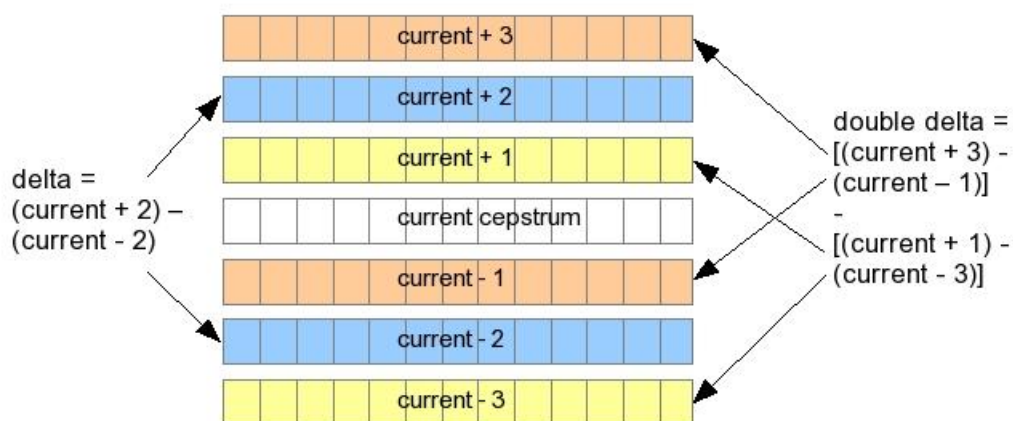 current + 3
current + 2
current + 1
current cepstrum
current - 1
current - 2
current - 3
delta =
(current + 2) –
(current - 2)
double delta =
[(current + 3) -
(current – 1)]
-
[(current + 1) -
(current - 3)]